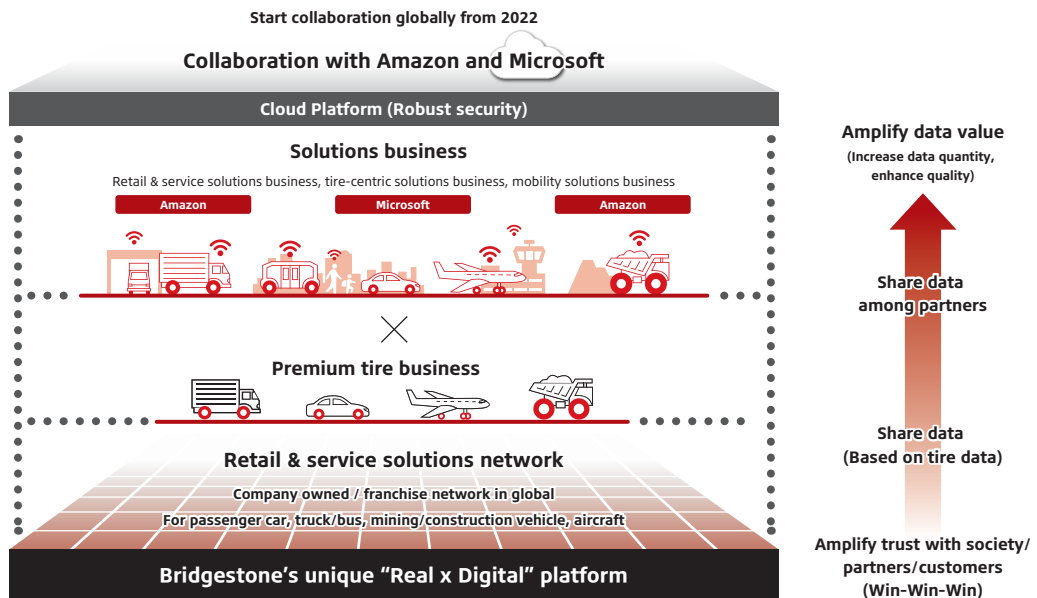 Start collaboration globally from 2022
Collaboration with Amazon and Microsoft
Cloud Platform (Robust security)
Solutions business
Retail & service solutions business, tire-centric solutions business, mobility solutions business
Amazon
Microsoft
Amazon
Premium tire business
Retail & service solutions network
Company owned / franchise network in global
For passenger car, truck/bus, mining/construction vehicle, aircraft
Bridgestone’s unique “Real x Digital” platform
Amplify data value
(Increase data quantity,
enhance quality)
Share data
among partners
Share data
(Based on tire data)
Amplify trust with society/
partners/customers
(Win-Win-Win)